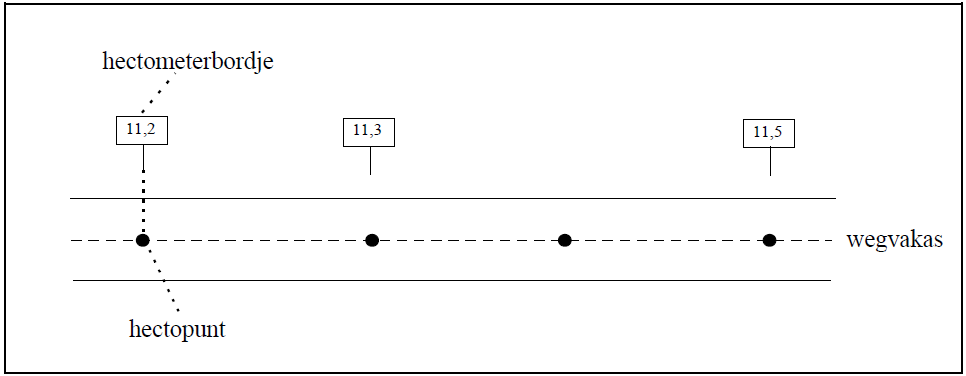 hectometerbordje
11,2
11,3
11,5
wegvakas
hectopunt